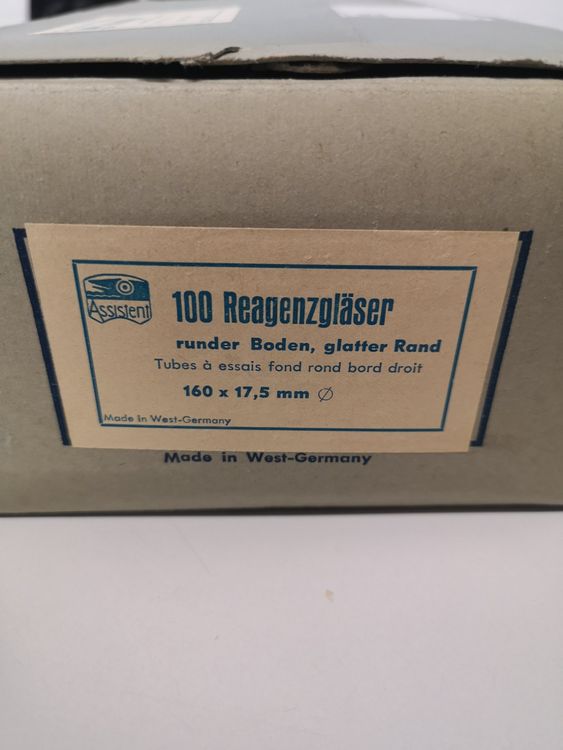 Assistent
100 Reagenzgläser
runder Boden, glatter Rand
Tubes à essais fond rond bord droit
160 x 17,5 mm ∅
Made in West-Germany
Made in West-Germany